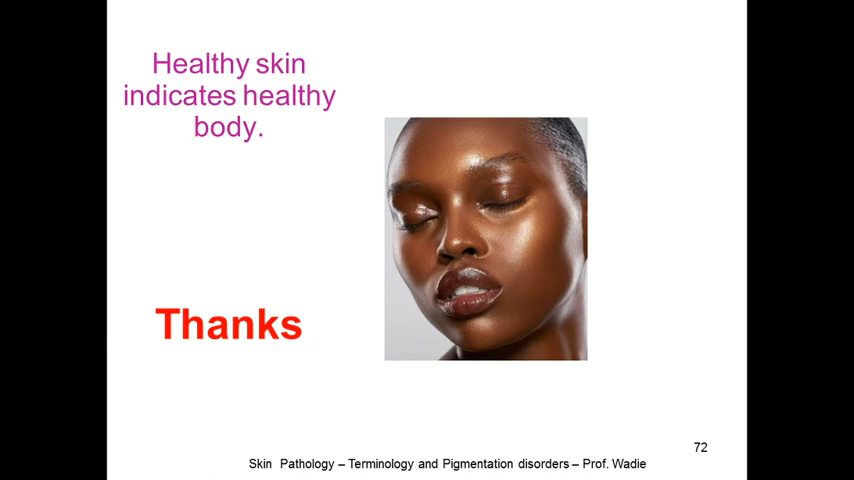 Healthy skin
indicates healthy
body.
Thanks
72
Skin Pathology – Terminology and Pigmentation disorders – Prof. Wadie